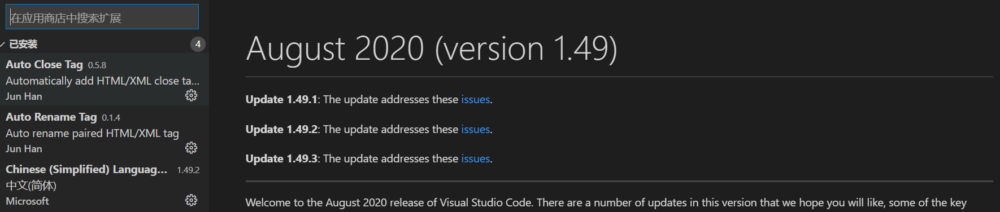 在应用商店中搜索扩展
已安装 4
Auto Close Tag 0.5.8
Automatically add HTML/XML close ta...
Jun Han
Auto Rename Tag 0.1.4
Auto rename paired HTML/XML tag
Jun Han
Chinese (Simplified) Languag... 1.49.2
中文(简体)
Microsoft
August 2020 (version 1.49)
Update 1.49.1: The update addresses these issues.
Update 1.49.2: The update addresses these issues.
Update 1.49.3: The update addresses these issues.
Welcome to the August 2020 release of Visual Studio Code. There are a number of updates in this version that we hope you will like, some of the key